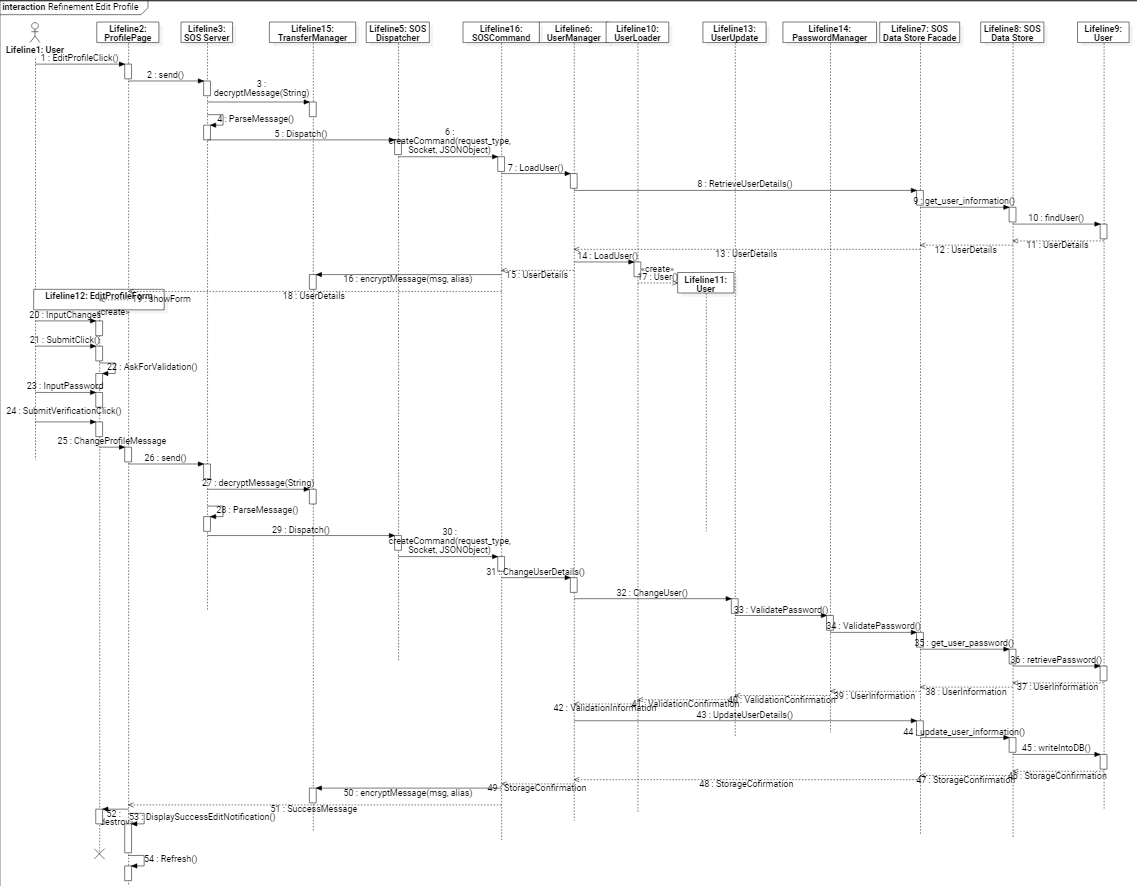 interaction Refinement Edit Profile
Lifeline1: User
Lifeline2:
ProfilePage
Lifeline3:
SOS Server
Lifeline15:
TransferManager
Lifeline5: SOS
Dispatcher
Lifeline16:
SOSCommand
Lifeline6:
UserManager
Lifeline10:
UserLoader
Lifeline13:
UserUpdate
Lifeline14:
PasswordManager
Lifeline7: SOS
Data Store Facade
Lifeline8: SOS
Data Store
Lifeline9:
User
1 : EditProfileClick()
2 : send()
3 :
decryptMessage(String)
4 : ParseMessage()
5 : Dispatch()
6 :
createCommand(request_type,
Socket, JSONObject)
7 : LoadUser()
8 : RetrieveUserDetails()
9 : get_user_information()
10 : findUser()
11 : UserDetails
12 : UserDetails
13 : UserDetails
14 : LoadUser()
15 : UserDetails
16 : encryptMessage(msg, alias)
«create»
17 : User()
Lifeline11:
User
18 : UserDetails
Lifeline12: EditProfileForm
19 : showForm
«create»
20 : InputChanges
21 : SubmitClick()
22 : AskForValidation()
23 : InputPassword
24 : SubmitVerificationClick()
25 : ChangeProfileMessage
26 : send()
27 : decryptMessage(String)
28 : ParseMessage()
29 : Dispatch()
30 :
createCommand(request_type,
Socket, JSONObject)
31 : ChangeUserDetails()
32 : ChangeUser()
33 : ValidatePassword()
34 : ValidatePassword()
35 : get_user_password()
36 : retrievePassword()
37 : UserInformation
38 : UserInformation
39 : UserInformation
40 : ValidationConfirmation
41 : ValidationConfirmation
42 : ValidationInformation
43 : UpdateUserDetails()
44 : update_user_information()
45 : writeIntoDB()
46 : StorageConfirmation
47 : StorageConfirmation
48 : StorageCofirmation
49 : StorageConfirmation
50 : encryptMessage(msg, alias)
51 : SuccessMessage
52 :
destroy
53 : DisplaySuccessEditNotification()
54 : Refresh()